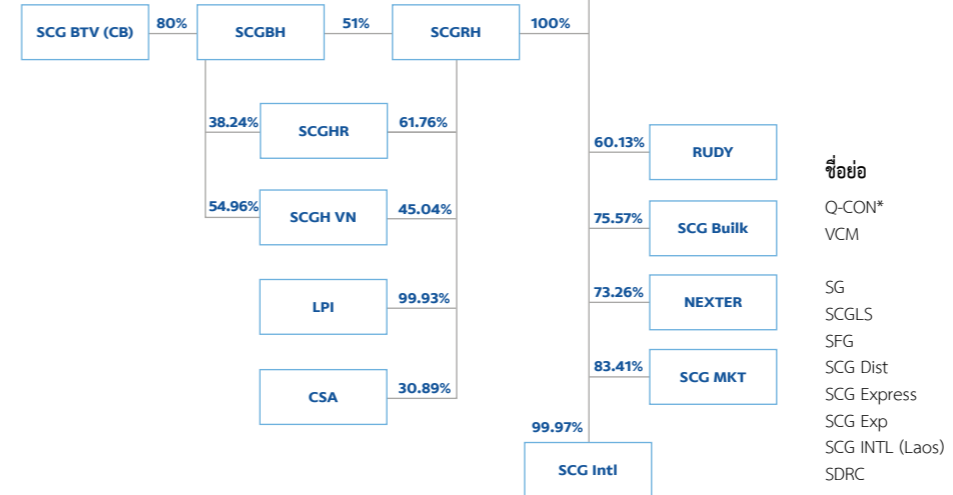 SCG BTV (CB)
80%
SCGBH
51%
SCGRH
100%
38.24%
SCGHR
61.76%
54.96%
SCGH VN
45.04%
LPI
99.93%
CSA
30.89%
60.13%
RUDY
75.57%
SCG Builk
73.26%
NEXTER
83.41%
SCG MKT
99.97%
SCG Intl
ชื่อย่อ
Q-CON*
VCM
SG
SCGLS
SFG
SCG Dist
SCG Express
SCG Exp
SCG INTL (Laos)
SDRC